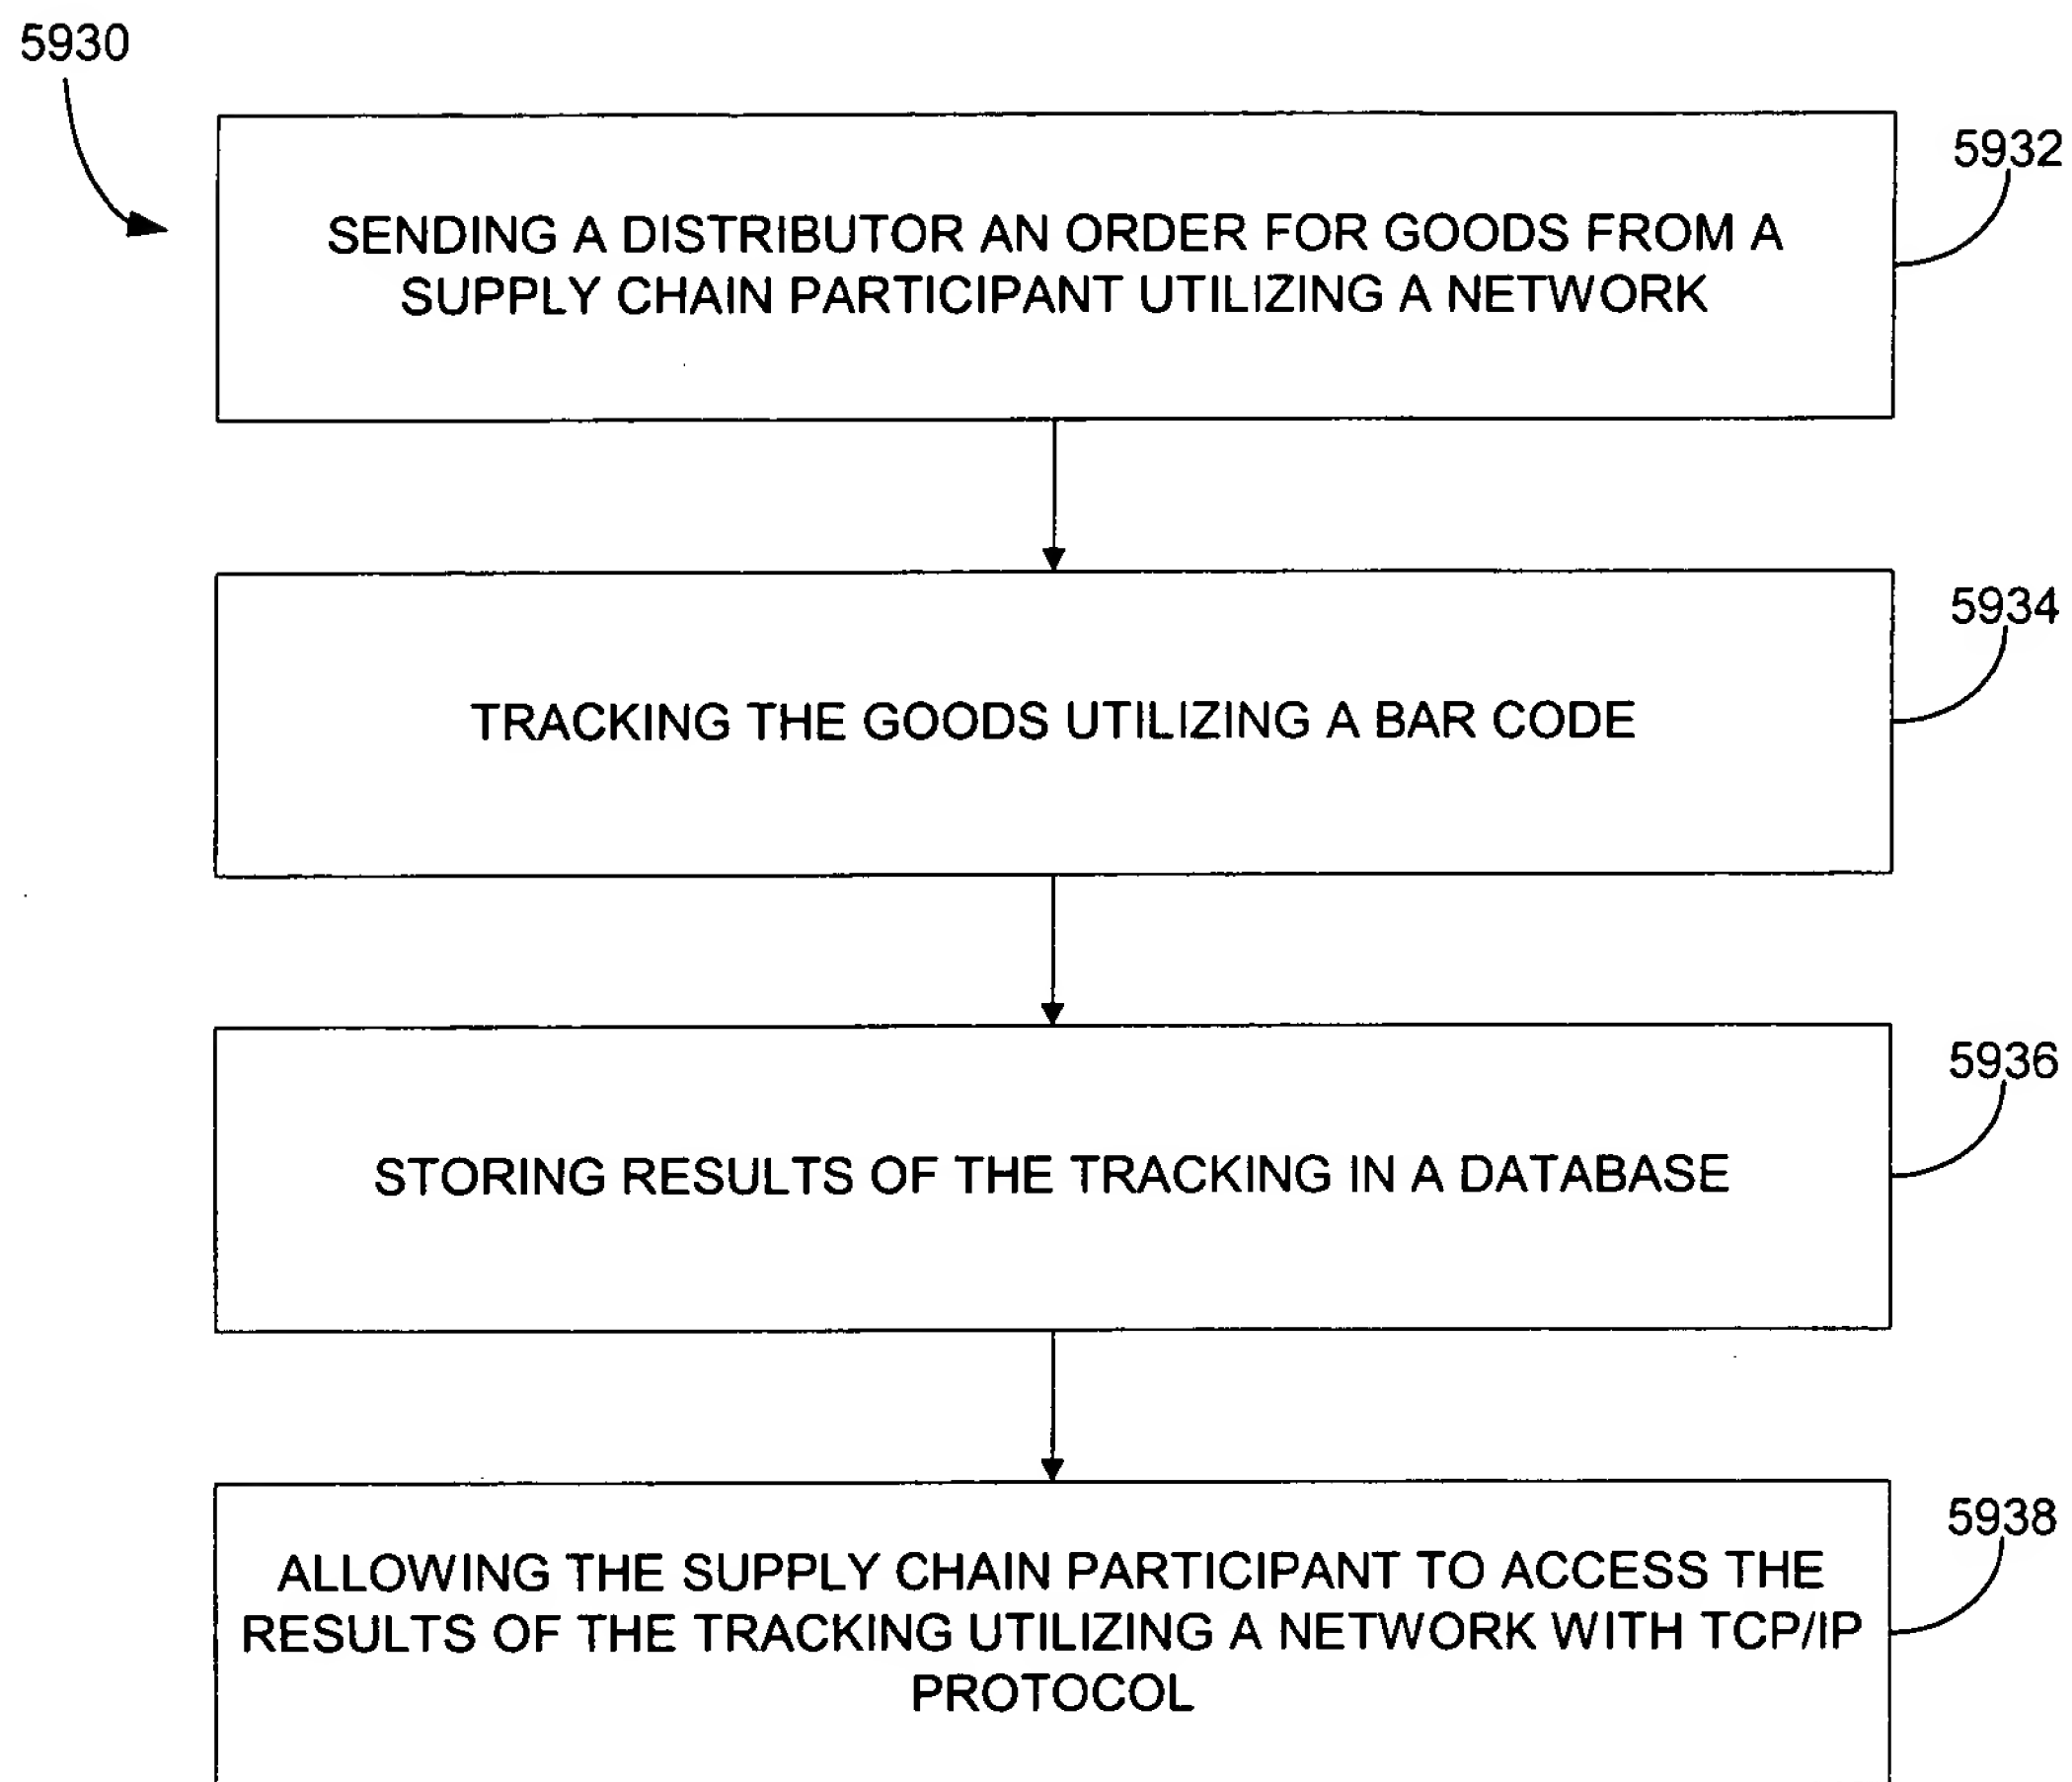 5930
5932
SENDING A DISTRIBUTOR AN ORDER FOR GOODS FROM A
SUPPLY CHAIN PARTICIPANT UTILIZING A NETWORK
5934
TRACKING THE GOODS UTILIZING A BAR CODE
5936
STORING RESULTS OF THE TRACKING IN A DATABASE
5938
ALLOWING THE SUPPLY CHAIN PARTICIPANT TO ACCESS THE
RESULTS OF THE TRACKING UTILIZING A NETWORK WITH TCP/IP
PROTOCOL